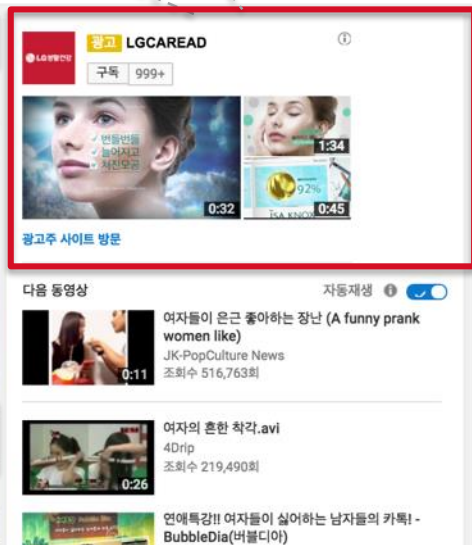 LG생활건강
광고 LGCAREAD
구독 999+
번들번들
늘어지고
처진모공
0:32
1:34
92%
ISA KNOX
0:45
광고주 사이트 방문
다음 동영상
자동재생
여자들이 은근 좋아하는 장난 (A funny prank
women like)
JK-PopCulture News
조회수 516,763회
0:11
여자의 흔한 착각.avi
4Drip
조회수 219,490회
0:26
연애특강!! 여자들이 싫어하는 남자들의 카톡! -
BubbleDia(버블디아)